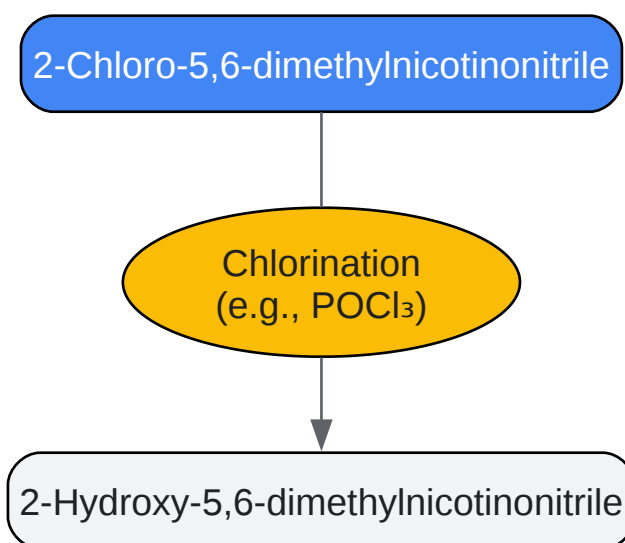 2-Chloro-5,6-dimethylnicotinonitrile
Chlorination
(e.g., POCl₃)
2-Hydroxy-5,6-dimethylnicotinonitrile